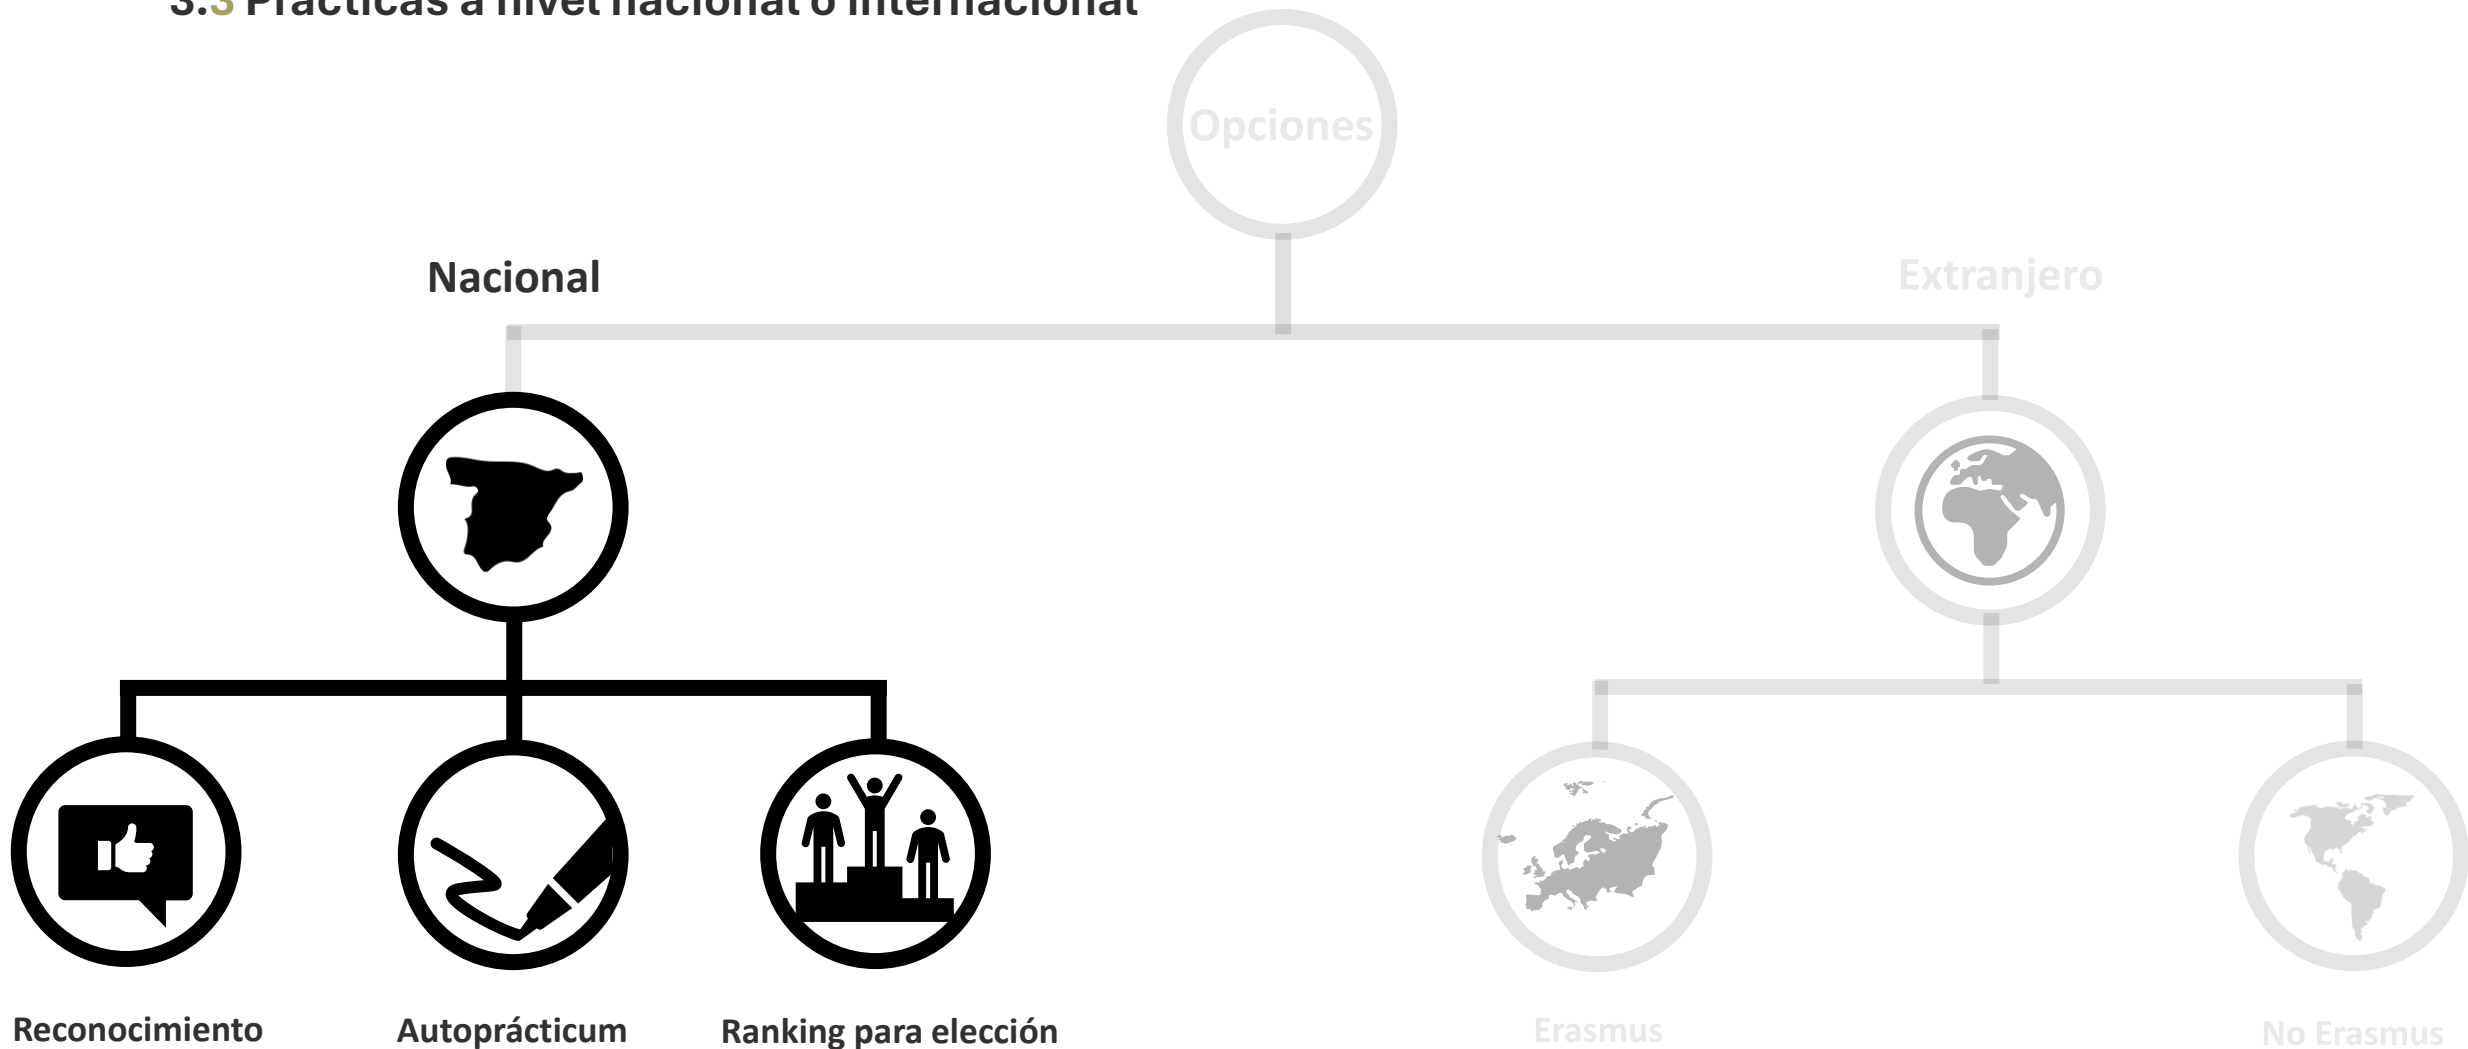 3.3 Prácticas a nivel nacional o internacional
Opciones
Nacional
Extranjero
Reconocimiento
Autoprácticum
Ranking para elección
Erasmus
No Erasmus